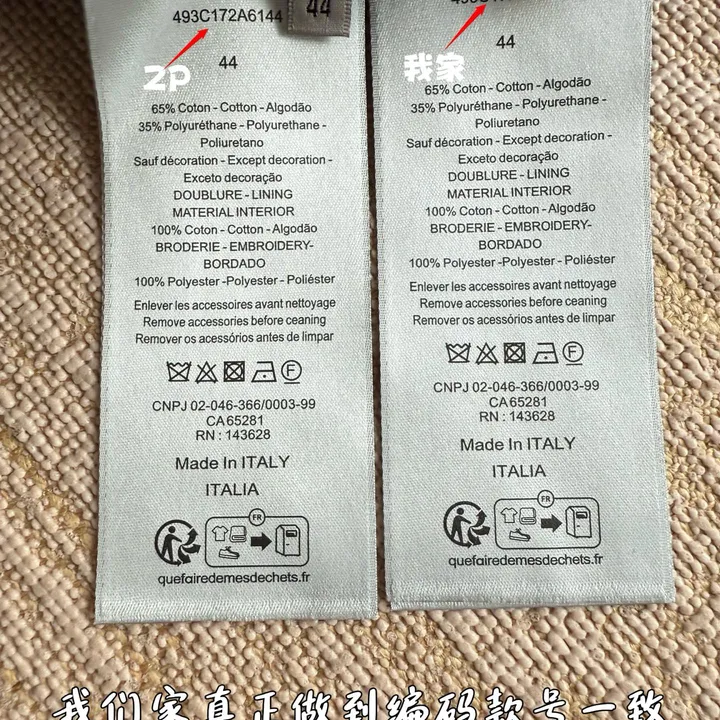 493C172A6144
44
2P
44
65% Coton - Cotton - Algodão
35% Polyuréthane - Polyurethane -
Poliuretano
Sauf décoration - Except decoration -
Exceto decoração
DOUBLURE - LINING
MATERIAL INTERIOR
100% Coton - Cotton - Algodão
BRODERIE - EMBROIDERY-
BORDADO
100% Polyester -Polyester - Poliéster
Enlever les accessoires avant nettoyage
Remove accessories before ceaning
Remover os acessórios antes de limpar
F
CNPJ 02-046-366/0003-99
CA 65281
RN : 143628
Made In ITALY
ITALIA
FR
quefairedemesdechets.fr
我家
44
65% Coton - Cotton - Algodão
35% Polyuréthane - Polyurethane -
Poliuretano
Sauf décoration - Except decoration -
Exceto decoração
DOUBLURE - LINING
MATERIAL INTERIOR
100% Coton - Cotton - Algodão
BRODERIE - EMBROIDERY-
BORDADO
100% Polyester -Polyester - Poliéster
Enlever les accessoires avant nettoyage
Remove accessories before ceaning
Remover os acessórios antes de limpar
F
CNPJ 02-046-366/0003-99
CA 65281
RN : 143628
Made In ITALY
ITALIA
FR
quefairedemesdechets.fr
我们家真正做到编码款号一致